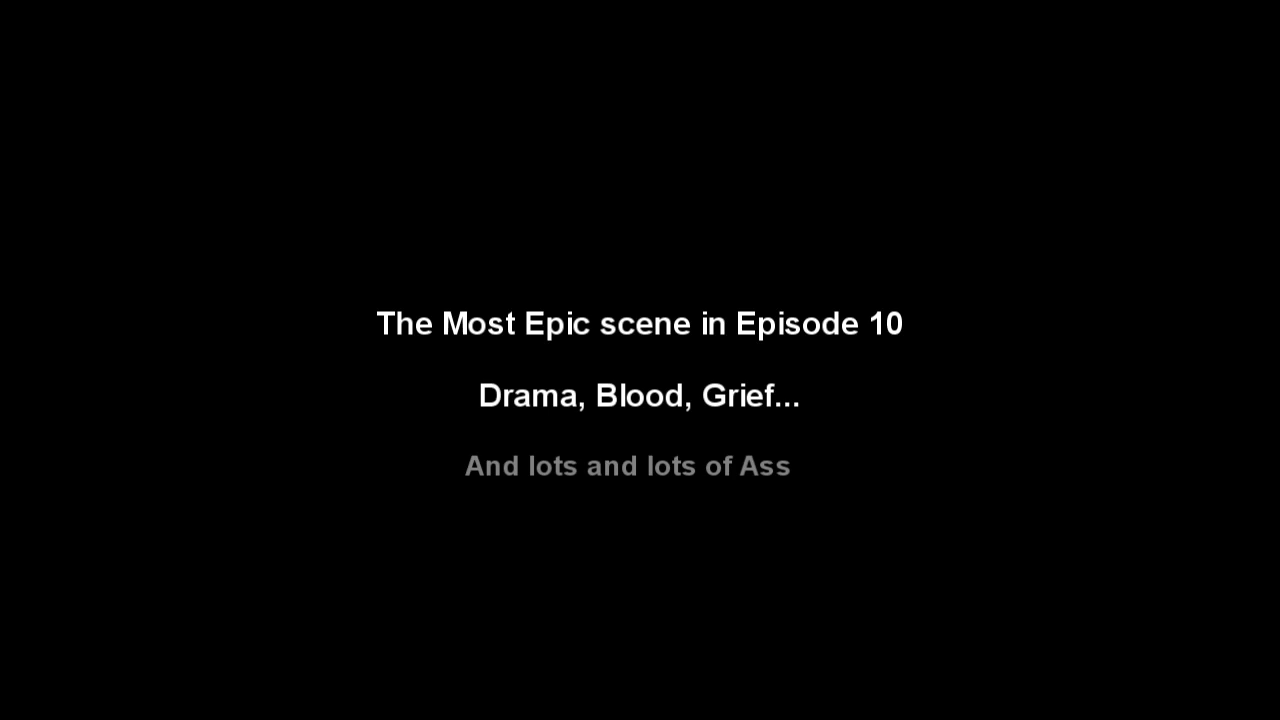 The Most Epic scene in Episode 10
Drama, Blood, Grief...
And lots and lots of Ass